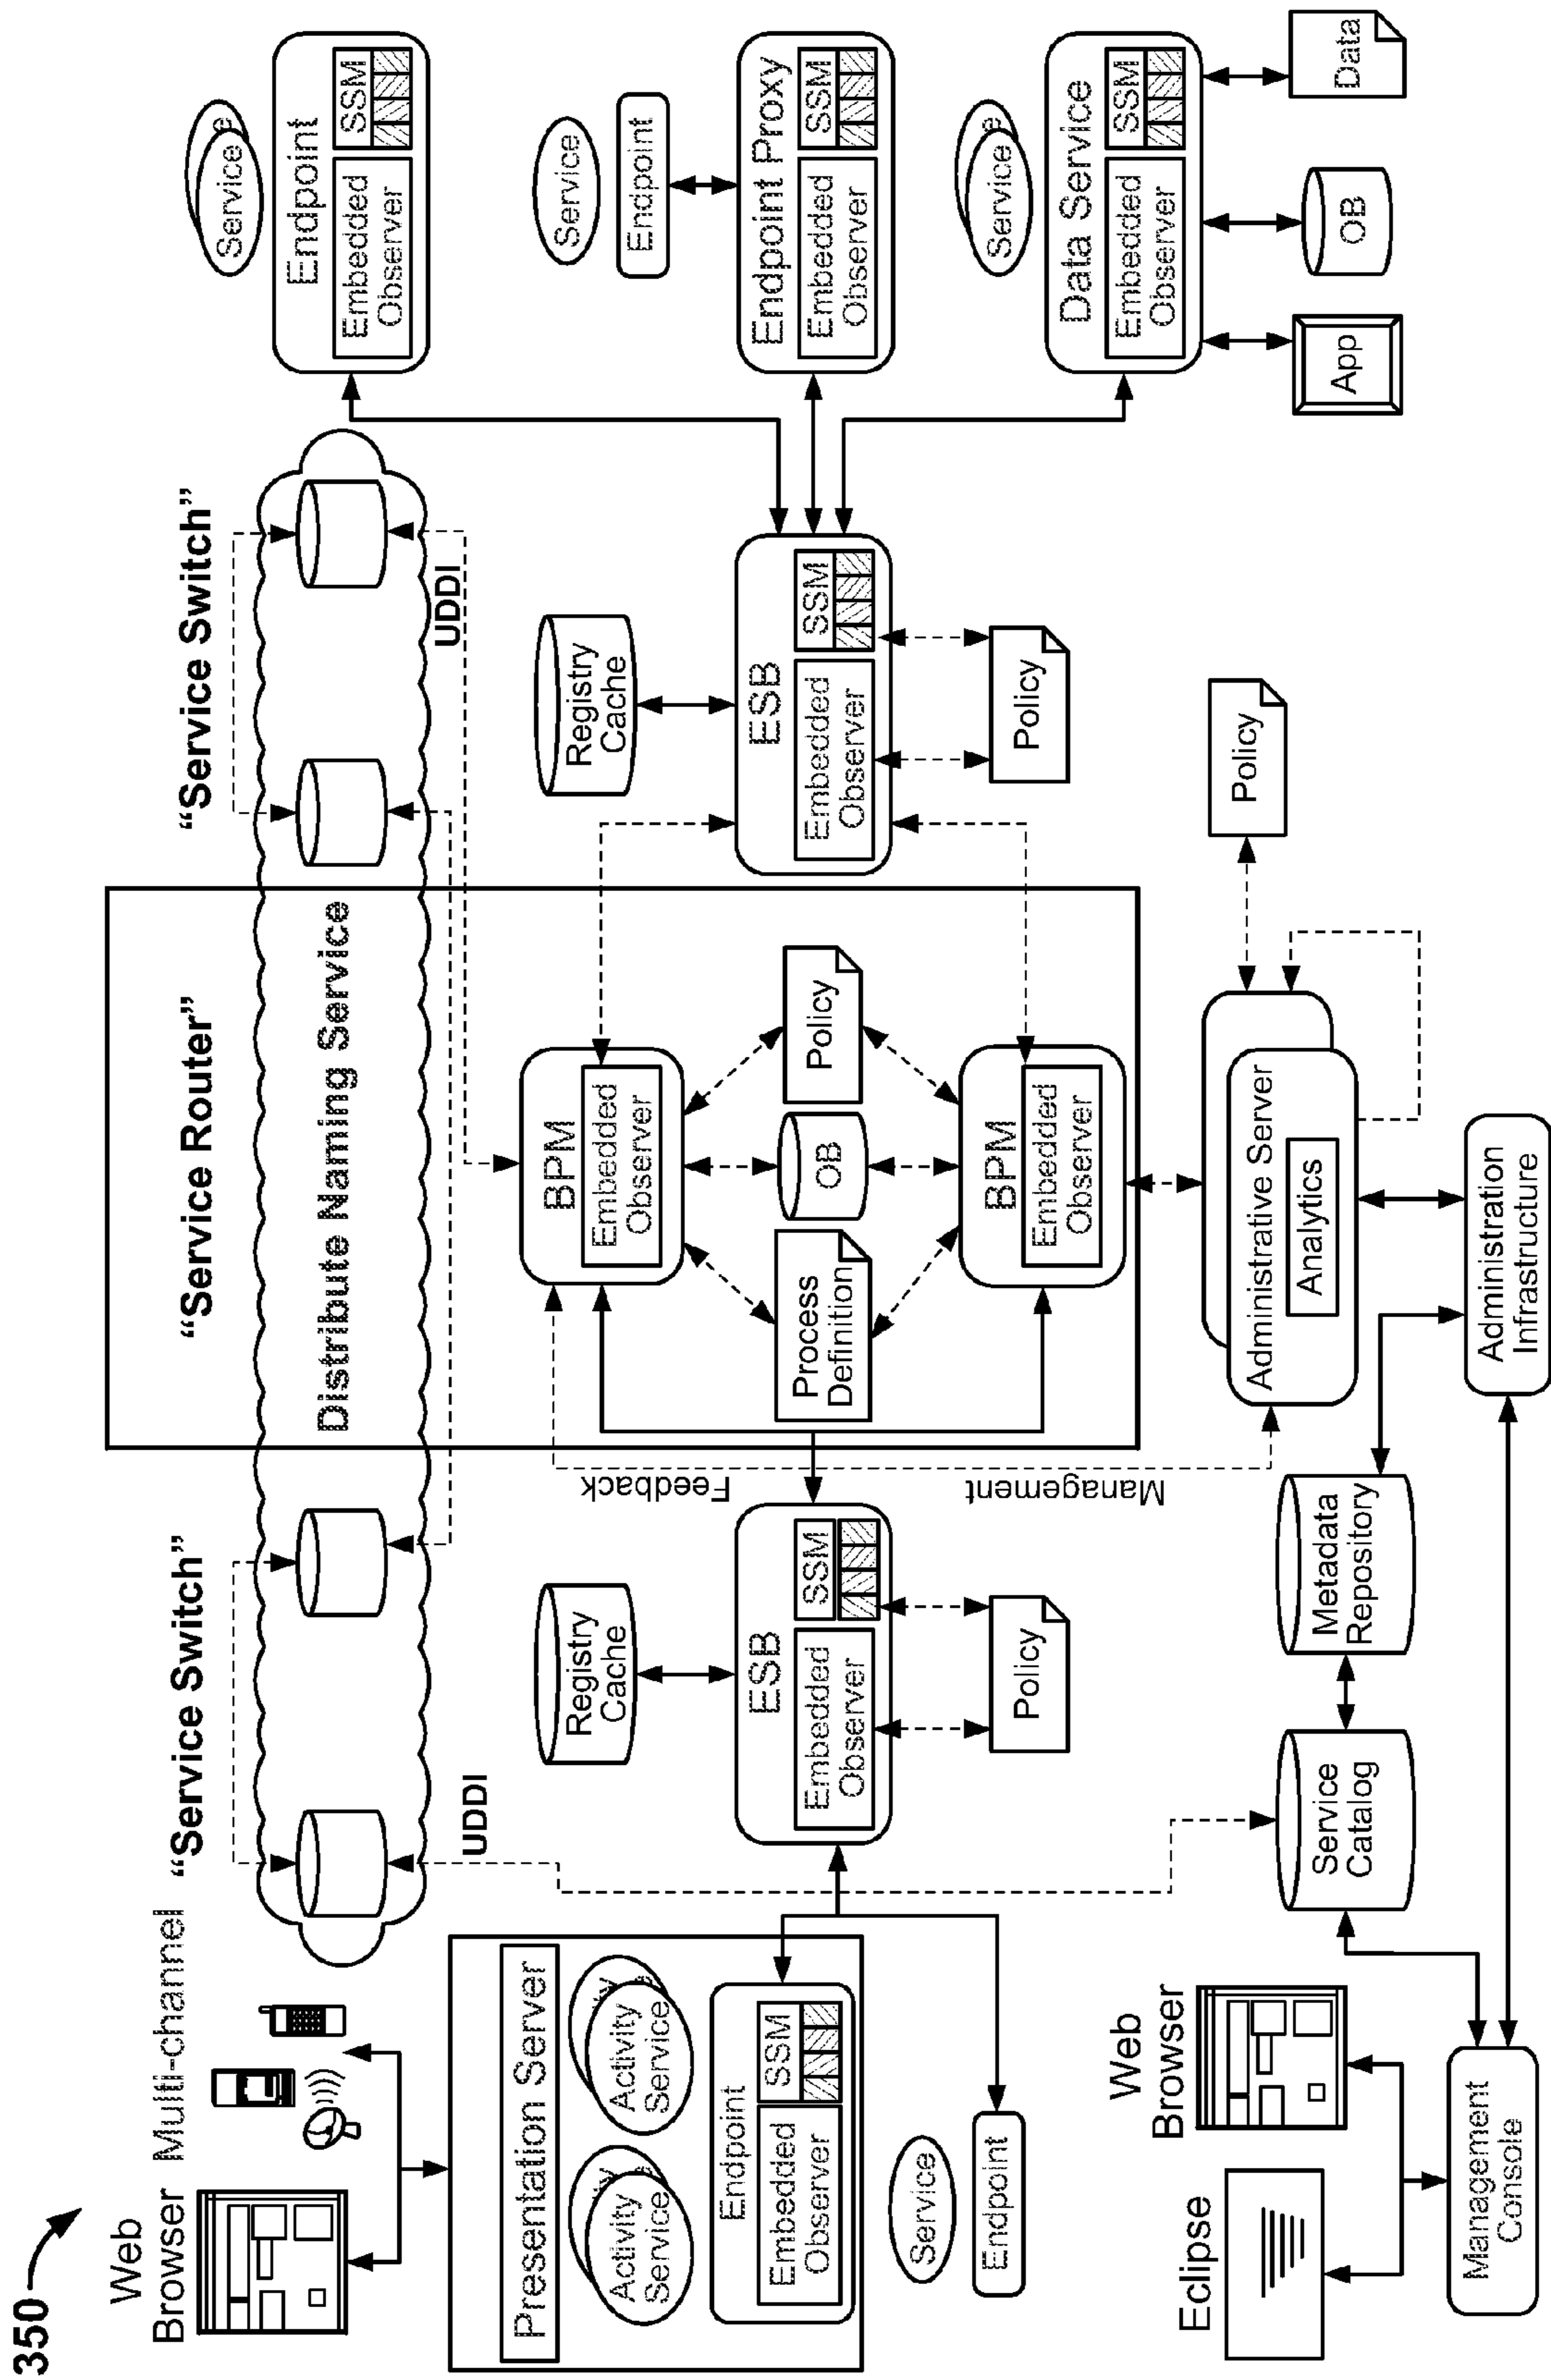 350
Web
Browser
Multi-channel
"Service Switch"
"Service Router"
"Service Switch"
Distribute Naming Service
UDDI
UDDI
Presentation Server
Activity
Service
Activity
Service
Endpoint
Embedded
Observer
SSM
Service
Endpoint
Registry
Cache
ESB
Embedded
Observer
SSM
Policy
Feedback
Management
BPM
Embedded
Observer
Process
Definition
OB
Policy
BPM
Embedded
Observer
Registry
Cache
ESB
Embedded
Observer
SSM
Policy
Service
e
Endpoint
Embedded
Observer
SSM
Service
Endpoint
Endpoint Proxy
Embedded
Observer
SSM
Service
e
Data Service
Embedded
Observer
SSM
App
OB
Data
Eclipse
Web
Browser
Management
Console
Service
Catalog
Metadata
Repository
Administrative Server
Analytics
Policy
Administration
Infrastructure